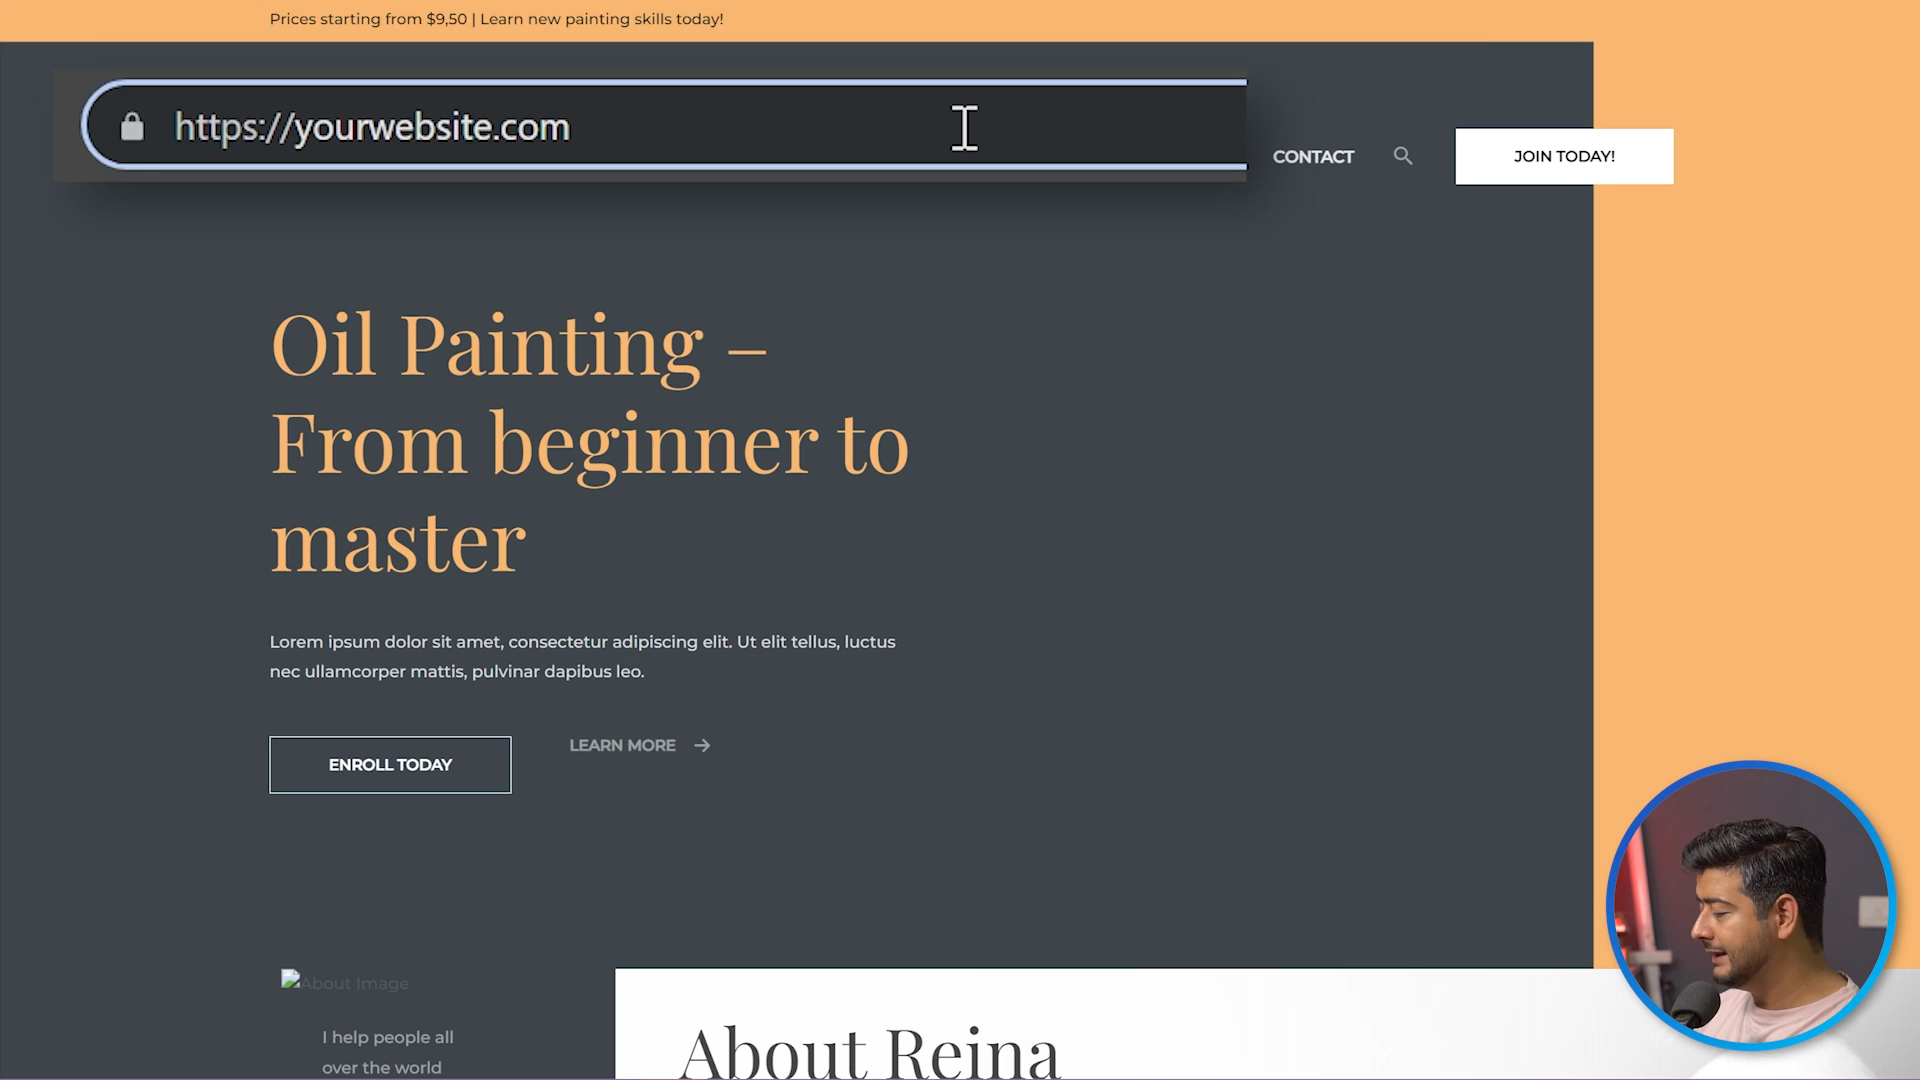 Prices starting from $9,50 | Learn new painting skills today!
https://yourwebsite.com
CONTACT
JOIN TODAY!
Oil Painting –
From beginner to
master
Lorem ipsum dolor sit amet, consectetur adipiscing elit. Ut elit tellus, luctus
nec ullamcorper mattis, pulvinar dapibus leo.
ENROLL TODAY
LEARN MORE
About Image
I help people all
over the world
About Reina